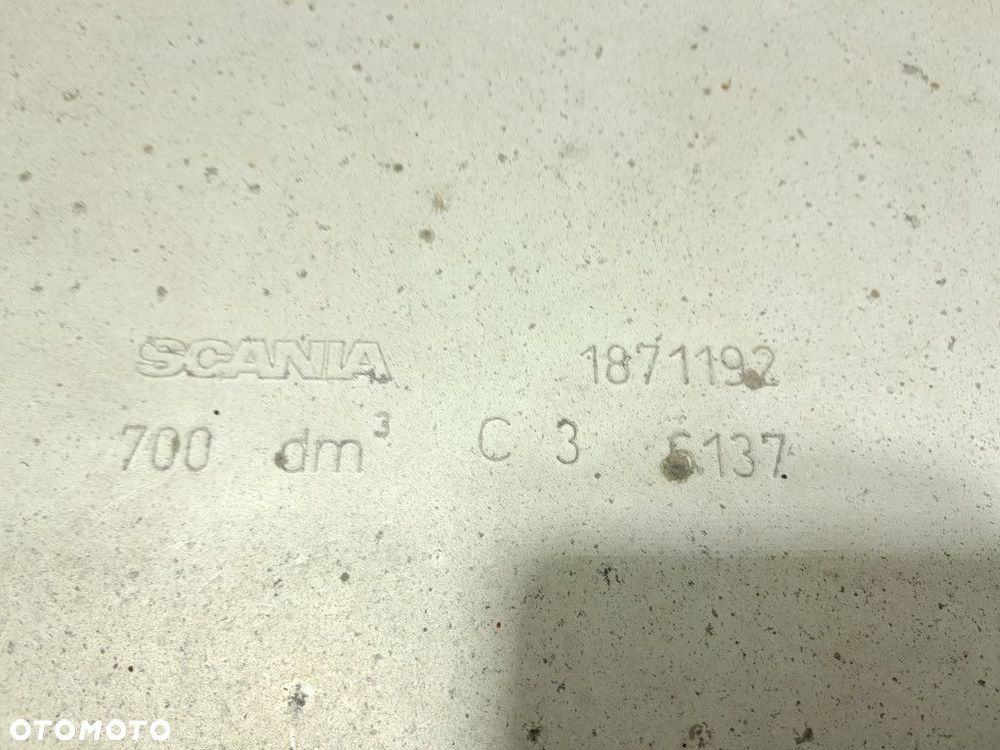 SCANIA 1871192
700 dm³ C 3 6137
OTOMOTO